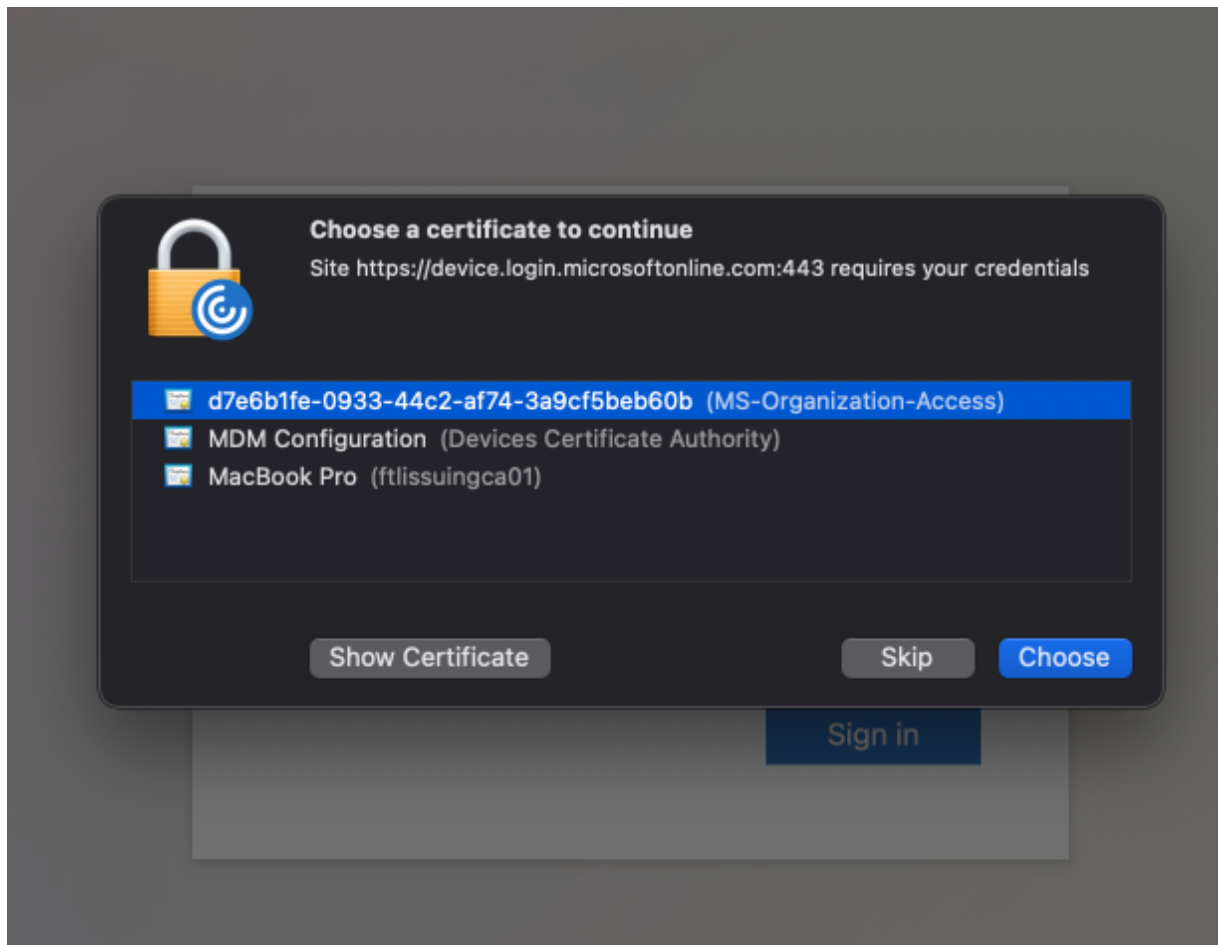 Choose a certificate to continue
Site https://device.login.microsoftonline.com:443 requires your credentials
d7e6b1fe-0933-44c2-af74-3a9cf5beb60b (MS-Organization-Access)
MDM Configuration (Devices Certificate Authority)
MacBook Pro (ftlissuingca01)
Show Certificate Skip Choose
Sign in